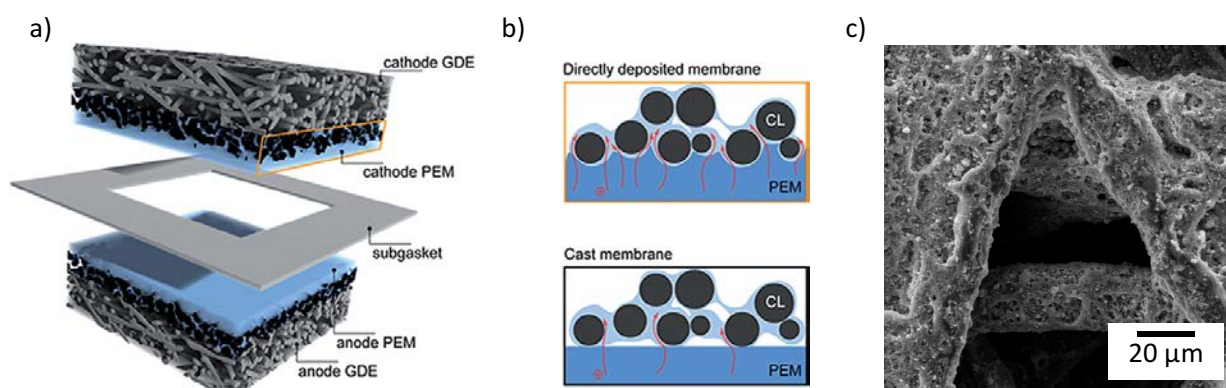 a)
cathode GDE
cathode PEM
subgasket
anode PEM
anode GDE
b)
Directly deposited membrane
CL
PEM
⊕
Cast membrane
CL
PEM
⊕
c)
20 µm